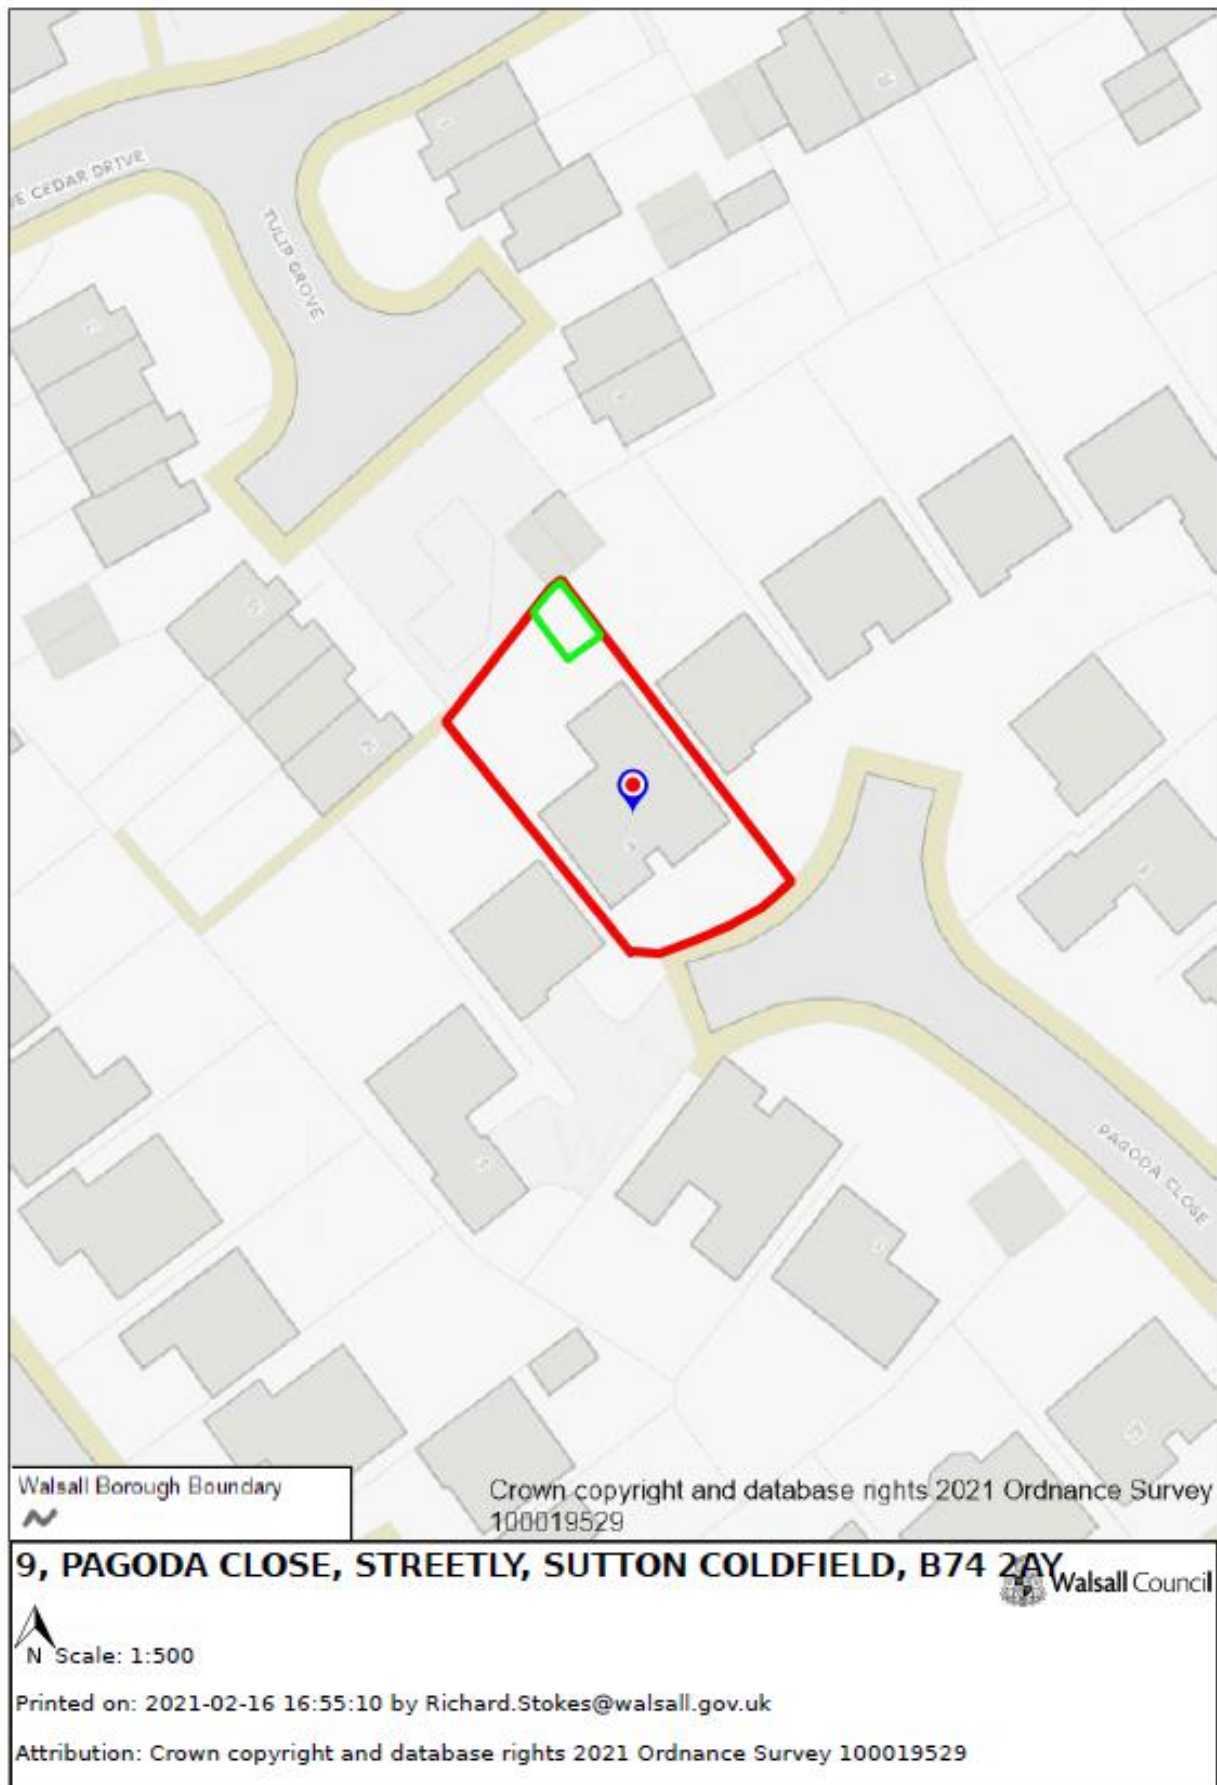 E CEDAR DRIVE
TULIP GROVE
PAGODA CLOSE
Walsall Borough Boundary
Crown copyright and database rights 2021 Ordnance Survey
100019529
9, PAGODA CLOSE, STREETLY, SUTTON COLDFIELD, B74 2AY
Walsall Council
N Scale: 1:500
Printed on: 2021-02-16 16:55:10 by Richard.Stokes@walsall.gov.uk
Attribution: Crown copyright and database rights 2021 Ordnance Survey 100019529